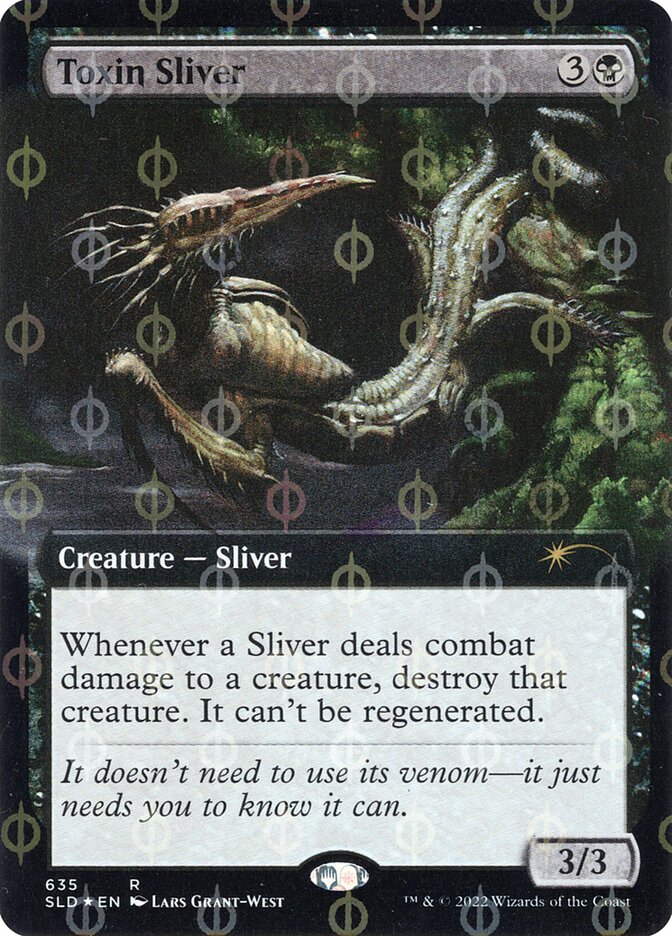 Toxin Sliver 3
Creature — Sliver
Whenever a Sliver deals combat
damage to a creature, destroy that
creature. It can't be regenerated.
It doesn't need to use its venom—it just
needs you to know it can.
3/3
635 R
SLD★EN Lars Grant-West ™ & © 2022 Wizards of the Coast